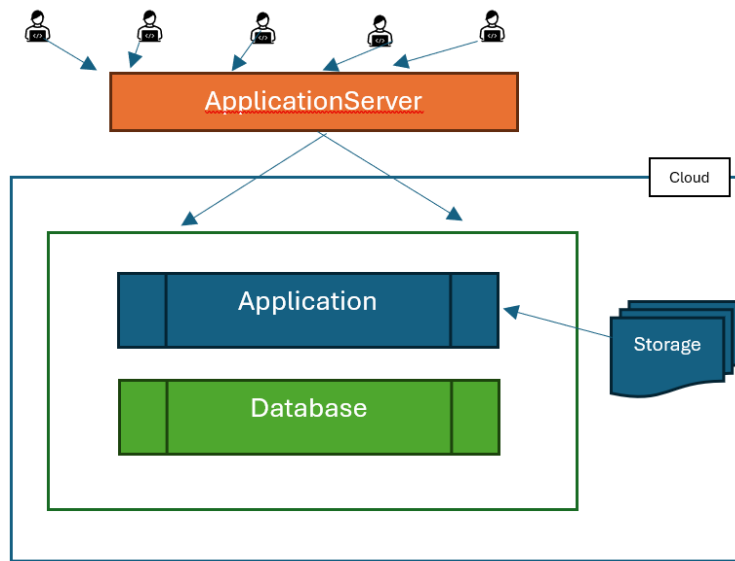 ApplicationServer
Cloud
Application
Storage
Database